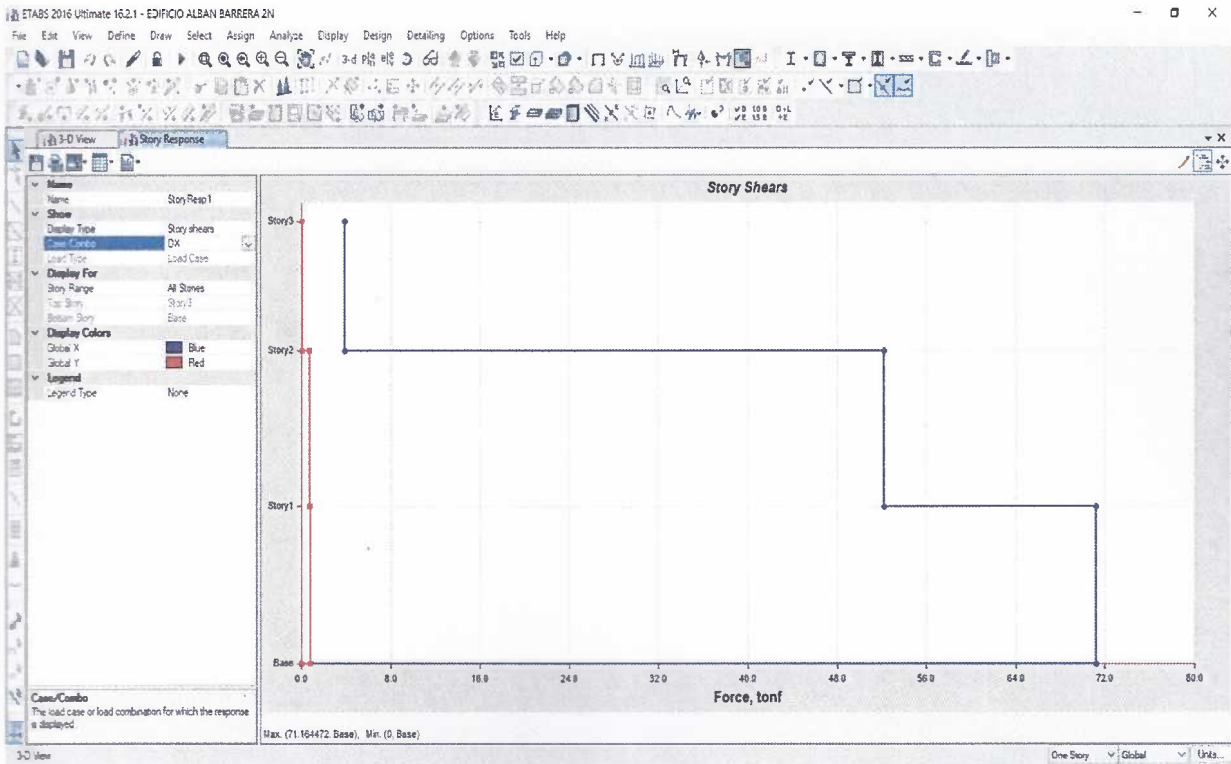 ETABS 2016 Ultimate 16.2.1 - EDIFICIO ALBAN BARRERA 2N
File Edit View Define Draw Select Assign Analyze Display Design Detailing Options Tools Help
3-D View
Story Response
Name
Name StoryResp1
Show
Display Type Story shears
Case/Combo DX
Load Type Load Case
Display For
Story Range All Stories
Top Story Story3
Bottom Story Base
Display Colors
Global X Blue
Global Y Red
Legend
Legend Type None
Case/Combo
The load case or load combination for which the response is displayed
Story Shears
Story3
Story2
Story1
Base
0.0 8.0 16.0 24.0 32.0 40.0 48.0 56.0 64.0 72.0 80.0
Force, tonf
Max. (71.164472, Base), Min. (0, Base)
3-D View
One Story Global Units...